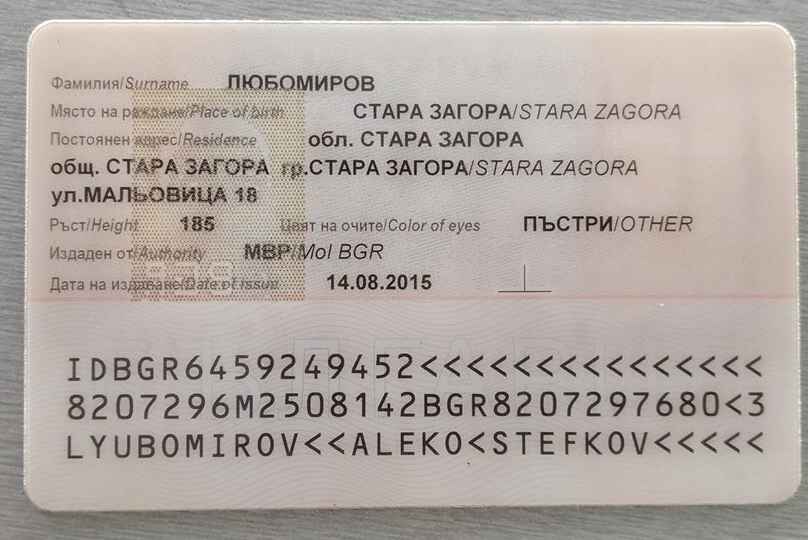 Фамилия/Surname ЛЮБОМИРОВ
Място на раждане/Place of birth СТАРА ЗАГОРА/STARA ZAGORA
Постоянен адрес/Residence обл. СТАРА ЗАГОРА
общ. СТАРА ЗАГОРА гр.СТАРА ЗАГОРА/STARA ZAGORA
ул.МАЛЬОВИЦА 18
Ръст/Height 185 Цвят на очите/Color of eyes ПЪСТРИ/OTHER
Издаден от/Authority МВР/MoI BGR
Дата на издаване/Date of issue 14.08.2015
IDBGR6459249452<<<<<<<<<<<<<<<
8207296M2508142BGR8207297680<3
LYUBOMIROV<<ALEKO<STEFKOV<<<<<